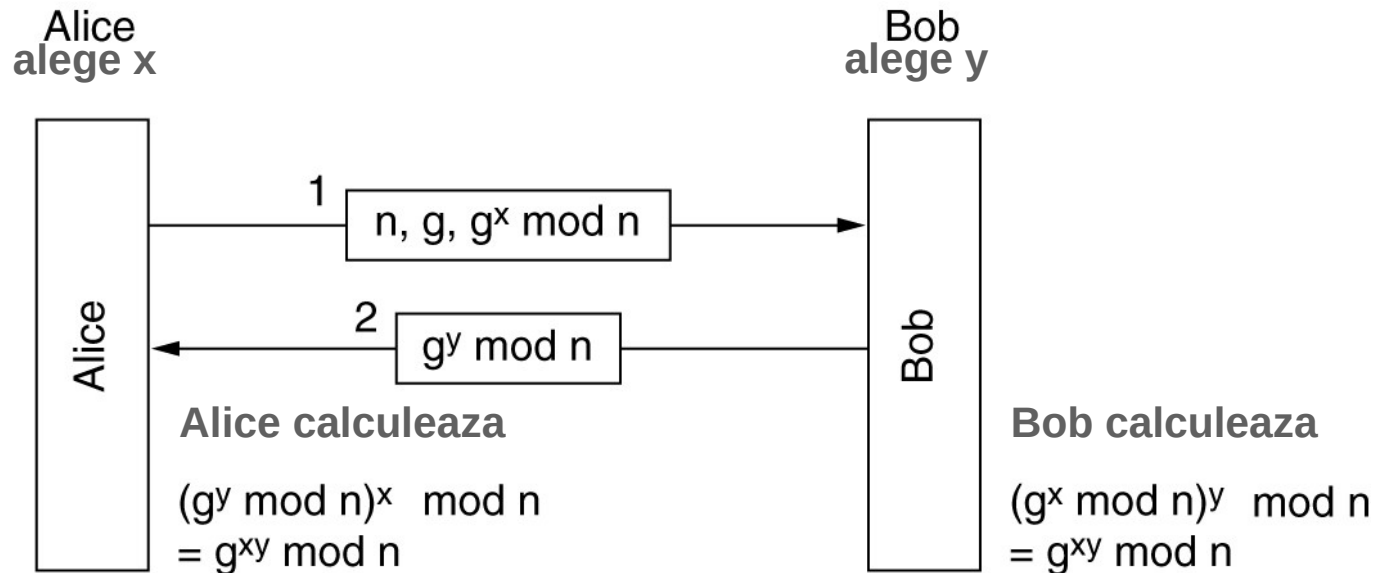 Alice
alege x
Bob
alege y
1
n, g, gˣ mod n
2
gʸ mod n
Alice
Bob
Alice calculeaza
(gʸ mod n)ˣ mod n
= gˣʸ mod n
Bob calculeaza
(gˣ mod n)ʸ mod n
= gˣʸ mod n